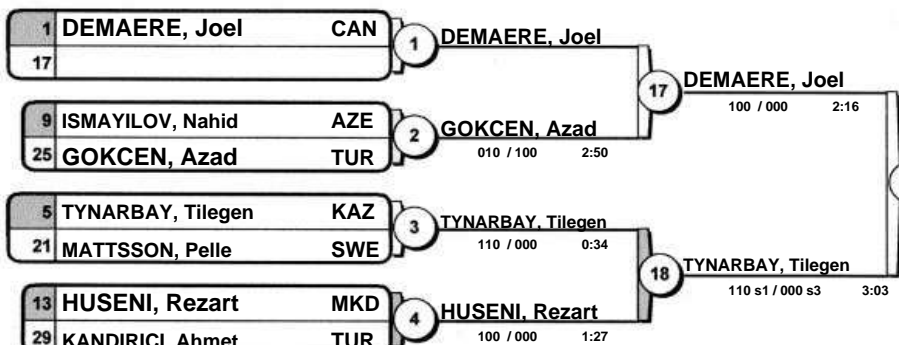 1 DEMAERE, Joel CAN
17
1
DEMAERE, Joel
9 ISMAYILOV, Nahid AZE
25 GOKCEN, Azad TUR
2
GOKCEN, Azad
010 / 100 2:50
17
DEMAERE, Joel
100 / 000 2:16
5 TYNARBAY, Tilegen KAZ
21 MATTSSON, Pelle SWE
3
TYNARBAY, Tilegen
110 / 000 0:34
13 HUSENI, Rezart MKD
29 KANDIRICI, Ahmet TUR
4
HUSENI, Rezart
100 / 000 1:27
18
TYNARBAY, Tilegen
110 s1 / 000 s3 3:03